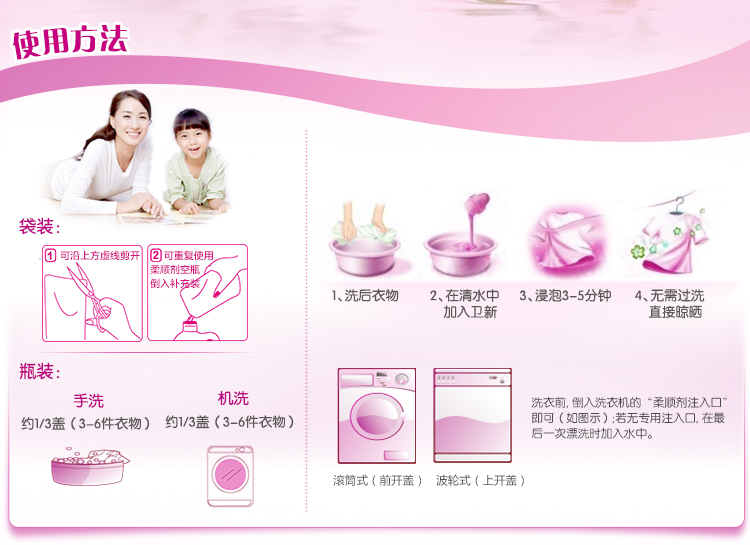 使用方法
袋装：
1 可沿上方虚线剪开
2 可重复使用
柔顺剂空瓶
倒入补充装
瓶装：
手洗
约1/3盖（3-6件衣物）
机洗
约1/3盖（3-6件衣物）
1、洗后衣物
2、在清水中
加入卫新
3、浸泡3-5分钟
4、无需过洗
直接晾晒
滚筒式（前开盖）
波轮式（上开盖）
洗衣前, 倒入洗衣机的“柔顺剂注入口”
即可（如图示）;若无专用注入口, 在最
后一次漂洗时加入水中。